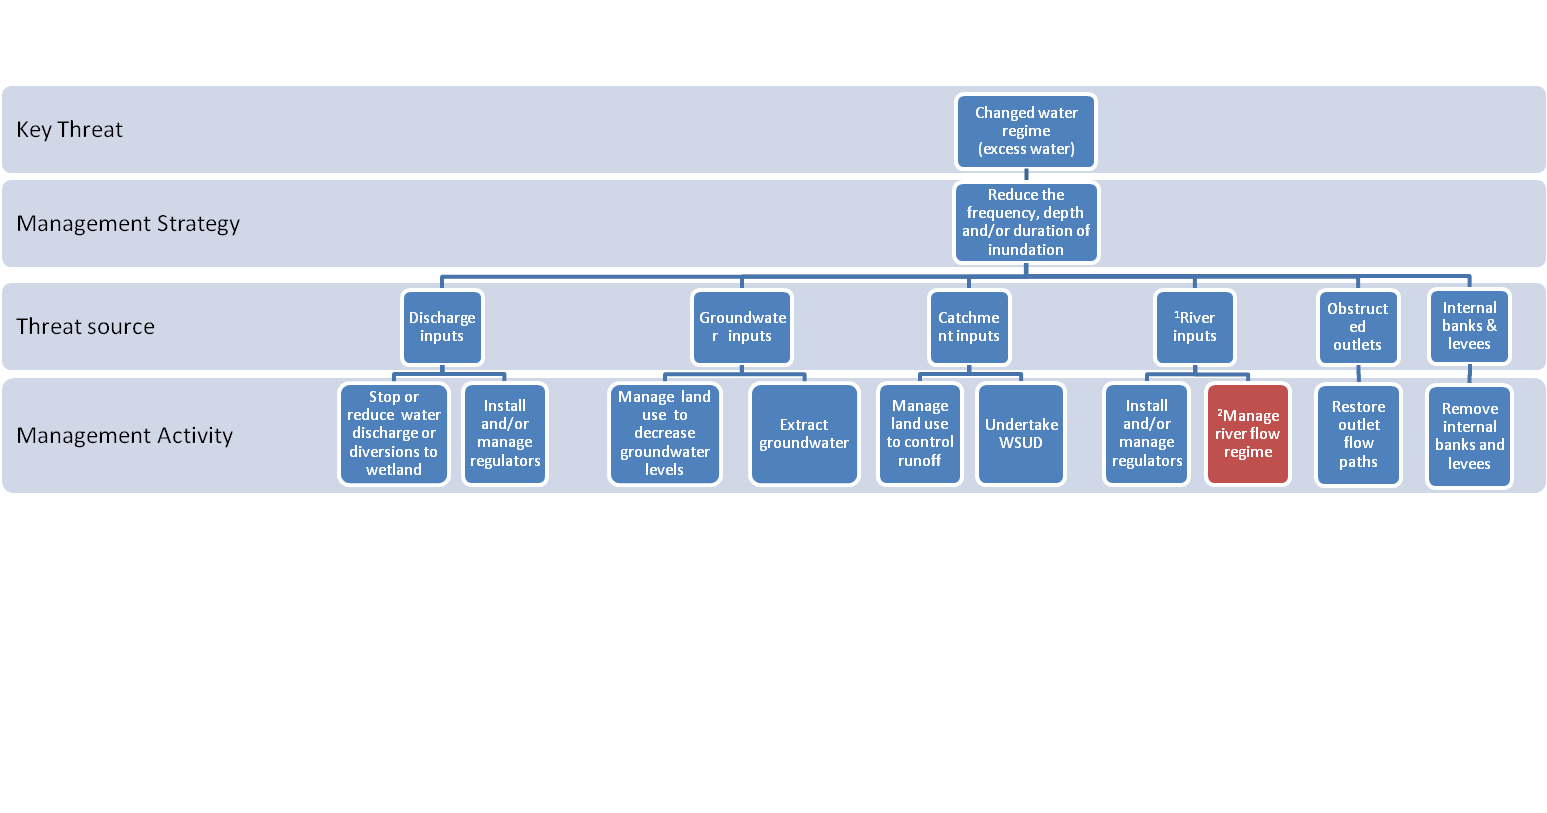 Key Threat
Changed water
regime
(excess water)
Management Strategy
Reduce the
frequency, depth
and/or duration of
inundation
Threat source
Discharge
inputs
Groundwate
r inputs
Catchme
nt inputs
¹River
inputs
Obstruct
ed
outlets
Internal
banks &
levees
Management Activity
Stop or
reduce water
discharge or
diversions to
wetland
Install
and/or
manage
regulators
Manage land
use to
decrease
groundwater
levels
Extract
groundwater
Manage
land use
to control
runoff
Undertake
WSUD
Install
and/or
manage
regulators
²Manage
river flow
regime
Restore
outlet
flow
paths
Remove
internal
banks and
levees